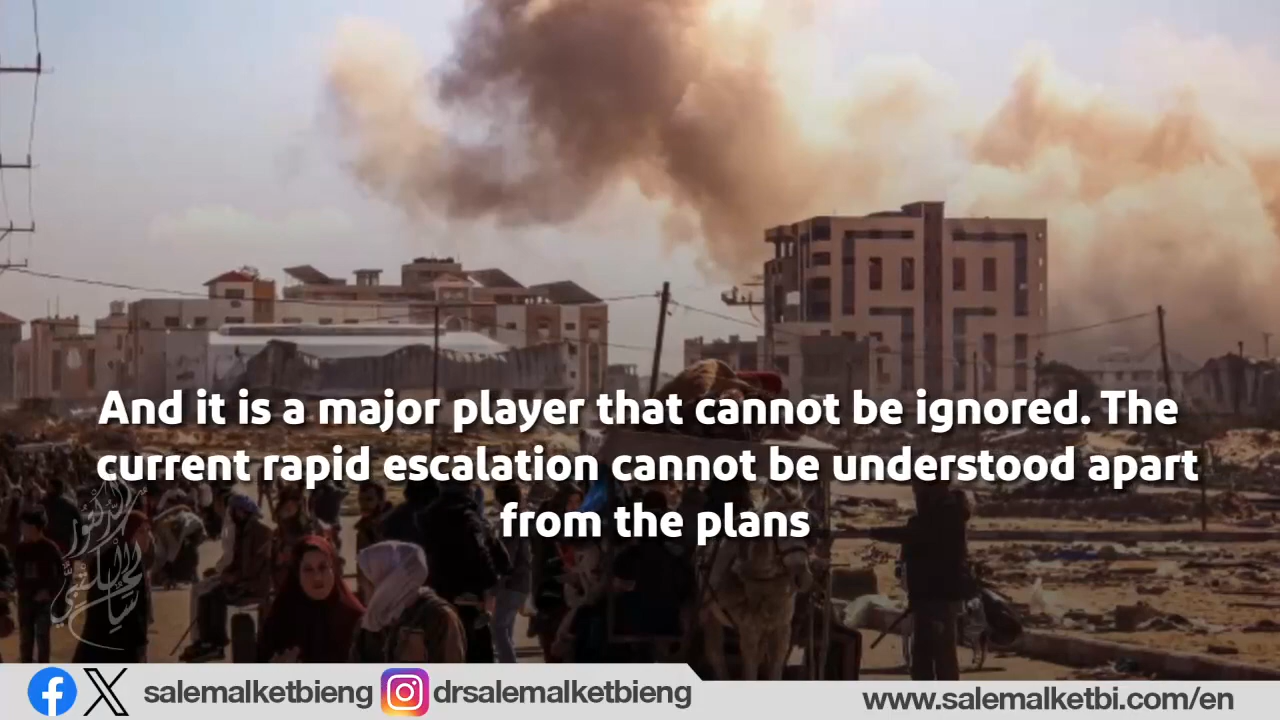 And it is a major player that cannot be ignored. The
current rapid escalation cannot be understood apart
from the plans
salemalketbieng drsalemalketbieng www.salemalketbi.com/en